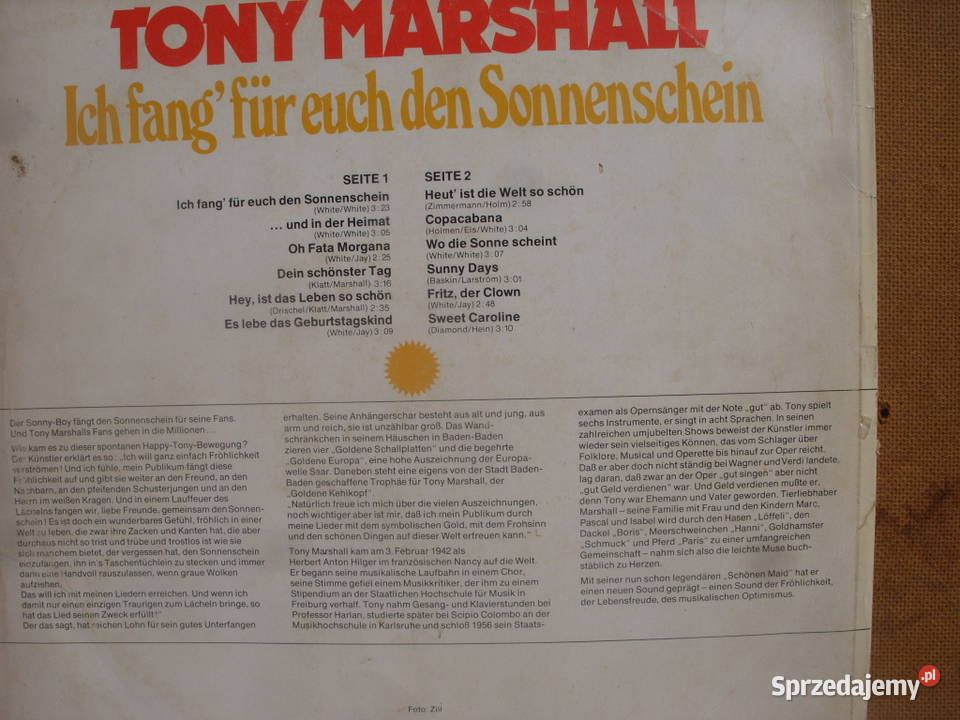 TONY MARSHALL
Ich fang' für euch den Sonnenschein
SEITE 1
Ich fang' für euch den Sonnenschein
(White/White) 3:23
... und in der Heimat
(White/White) 3:05
Oh Fata Morgana
(White/Jay) 2:25
Dein schönster Tag
(Klatt/Marshall) 3:16
Hey, ist das Leben so schön
(Drischel/Klatt/Marshall) 2:35
Es lebe das Geburtstagskind
(White/Jay) 3:09
SEITE 2
Heut' ist die Welt so schön
(Zimmermann/Holm) 2:58
Copacabana
(Holmen/Els/White) 3:04
Wo die Sonne scheint
(White/White) 3:07
Sunny Days
(Baskin/Larström) 3:01
Fritz, der Clown
(White/Jay) 2:48
Sweet Caroline
(Diamond/Hein) 3:10
Der Sonny-Boy fängt den Sonnenschein für seine Fans.
Und Tony Marshalls Fans gehen in die Millionen...
Wie kam es zu dieser spontanen Happy-Tony-Bewegung?
Der Künstler erklärt es so: „Ich will ganz einfach Fröhlichkeit
verströmen! Und ich fühle, mein Publikum fängt diese
Fröhlichkeit auf und gibt sie weiter an den Freund, an den
Nachbarn, an den pfeifenden Schusterjungen und an den
Herrn im weißen Kragen. Und in einem Lauffeuer des
Lächelns fangen wir, liebe Freunde, gemeinsam den Sonnen-
schein! Es ist doch ein wunderbares Gefühl, fröhlich in einer
Welt zu leben, die zwar ihre Zacken und Kanten hat, die aber
durchaus nicht so trist und trübe und trostlos ist wie sie
sich manchem bietet, der vergessen hat, den Sonnenschein
einzufangen, ihn in's Taschentüchlein zu stecken und immer
dann eine Handvoll rauszulassen, wenn graue Wolken
aufziehen.
Das will ich mit meinen Liedern erreichen. Und wenn ich
damit nur einen einzigen Traurigen zum Lächeln bringe, so
hat das Lied seinen Zweck erfüllt!"
Der das sagt, hat reichen Lohn für sein gutes Unterfangen
erhalten. Seine Anhängerschar besteht aus alt und jung, aus
arm und reich, sie ist unzählbar groß. Das Wand-
schränkchen in seinem Häuschen in Baden-Baden
zieren vier „Goldene Schallplatten" und die begehrte
„Goldene Europa", eine hohe Auszeichnung der Europa-
welle Saar. Daneben steht eine eigens von der Stadt Baden-
Baden geschaffene Trophäe für Tony Marshall, der
„Goldene Kehlkopf".
„Natürlich freue ich mich über die vielen Auszeichnungen,
noch wichtiger aber ist mir, daß ich mein Publikum durch
meine Lieder mit dem symbolischen Gold, mit dem Frohsinn
und den schönen Dingen auf dieser Welt erfreuen kann."
Tony Marshall kam am 3. Februar 1942 als
Herbert Anton Hilger im französischen Nancy auf die Welt.
Er begann seine musikalische Laufbahn in einem Chor,
seine Stimme gefiel einem Musikkritiker, der ihm zu einem
Stipendium an der Staatlichen Hochschule für Musik in
Freiburg verhalf. Tony nahm Gesang- und Klavierstunden bei
Professor Harlan, studierte später bei Scipio Colombo an der
Musikhochschule in Karlsruhe und schloß 1956 sein Staats-
examen als Opernsänger mit der Note „gut" ab. Tony spielt
sechs Instrumente, er singt in acht Sprachen. In seinen
zahlreichen umjubelten Shows beweist der Künstler immer
wieder sein vielseitiges Können, das vom Schlager über
Folklore, Musical und Operette bis hinauf zur Oper reicht.
Daß er aber doch nicht ständig bei Wagner und Verdi landete,
lag daran, daß zwar an der Oper „gut singen" aber nicht
„gut Geld verdienen" war. Und Geld verdienen mußte er,
denn Tony war Ehemann und Vater geworden. Tierliebhaber
Marshall – seine Familie mit Frau und den Kindern Marc,
Pascal und Isabel wird durch den Hasen „Löffeli", den
Dackel „Boris", Meerschweinchen „Hanni", Goldhamster
„Schmuck" und Pferd „Paris" zu einer umfangreichen
Gemeinschaft – nahm sich also die leichte Muse buch-
stäblich zu Herzen.
Mit seiner nun schon legendären „Schönen Maid" hat er
einen neuen Sound geprägt – einen Sound der Fröhlichkeit,
der Lebensfreude, des musikalischen Optimismus.
Foto: Zill
Sprzedajemy.pl